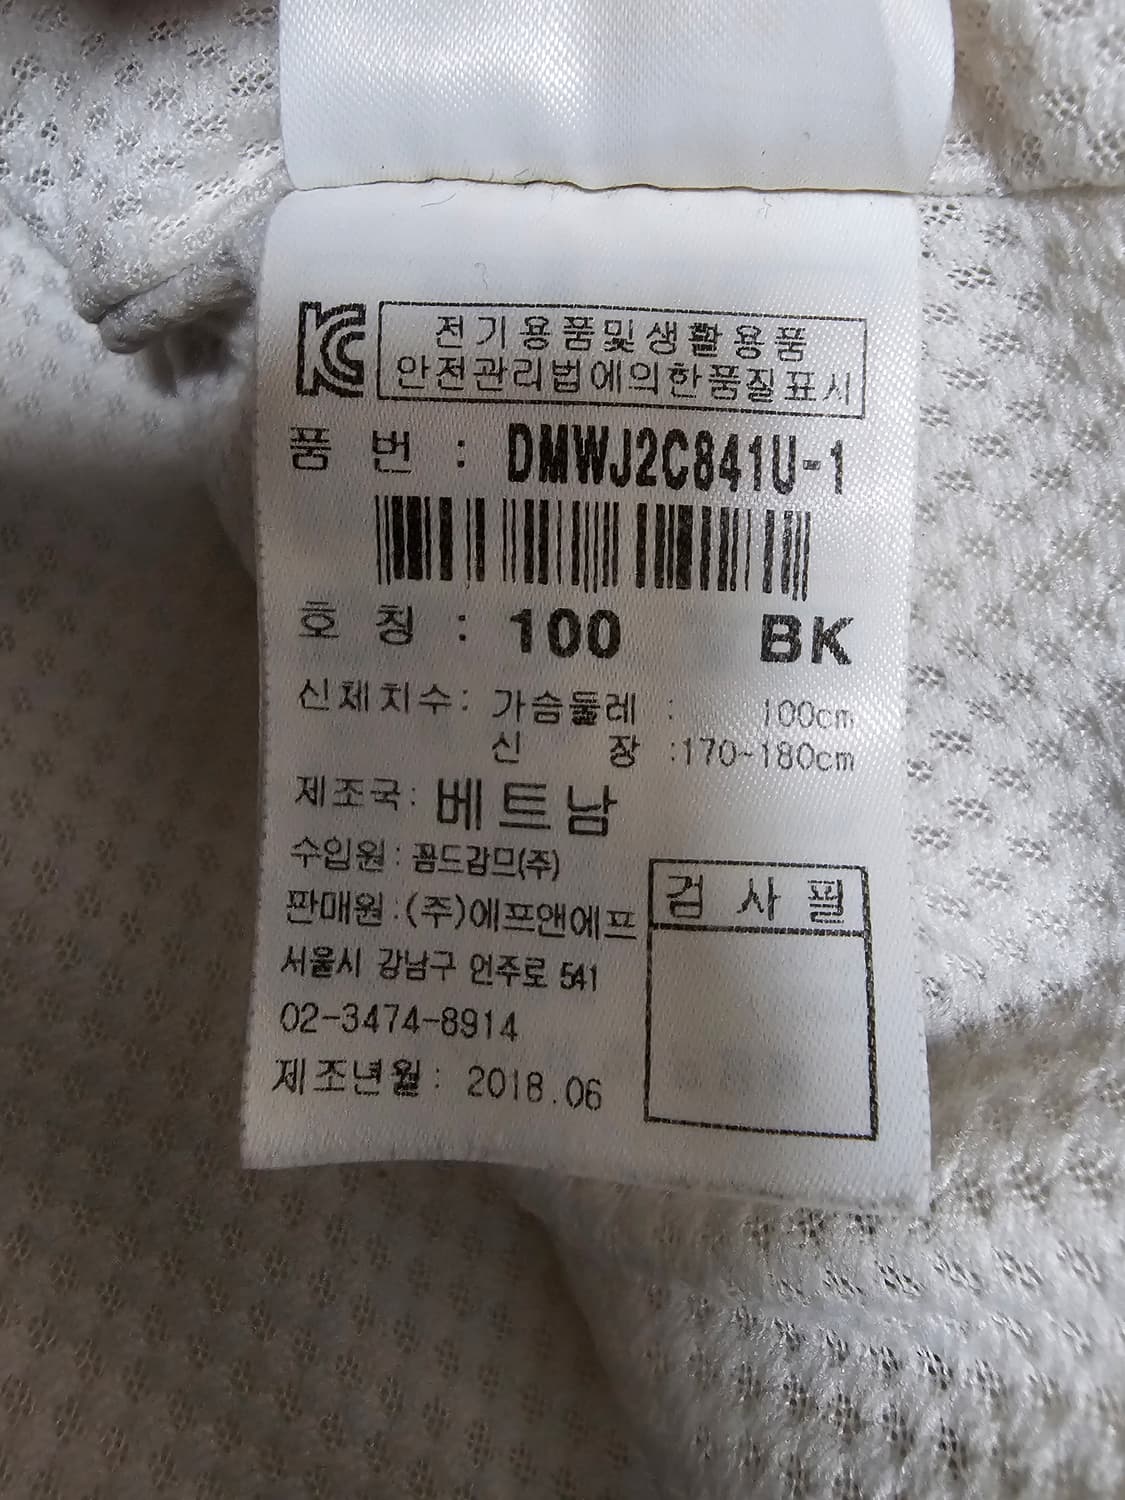 KC 전기용품및생활용품
안전관리법에의한품질표시
품 번 : DMWJ2C841U-1
호 칭 : 100 BK
신체치수: 가슴둘레 : 100cm
신 장 :170-180cm
제조국: 베트남
수입원: 꼼드감므(주)
판매원:(주)에프앤에프
서울시 강남구 언주로 541
02-3474-8914
제조년월: 2018.06
검 사 필